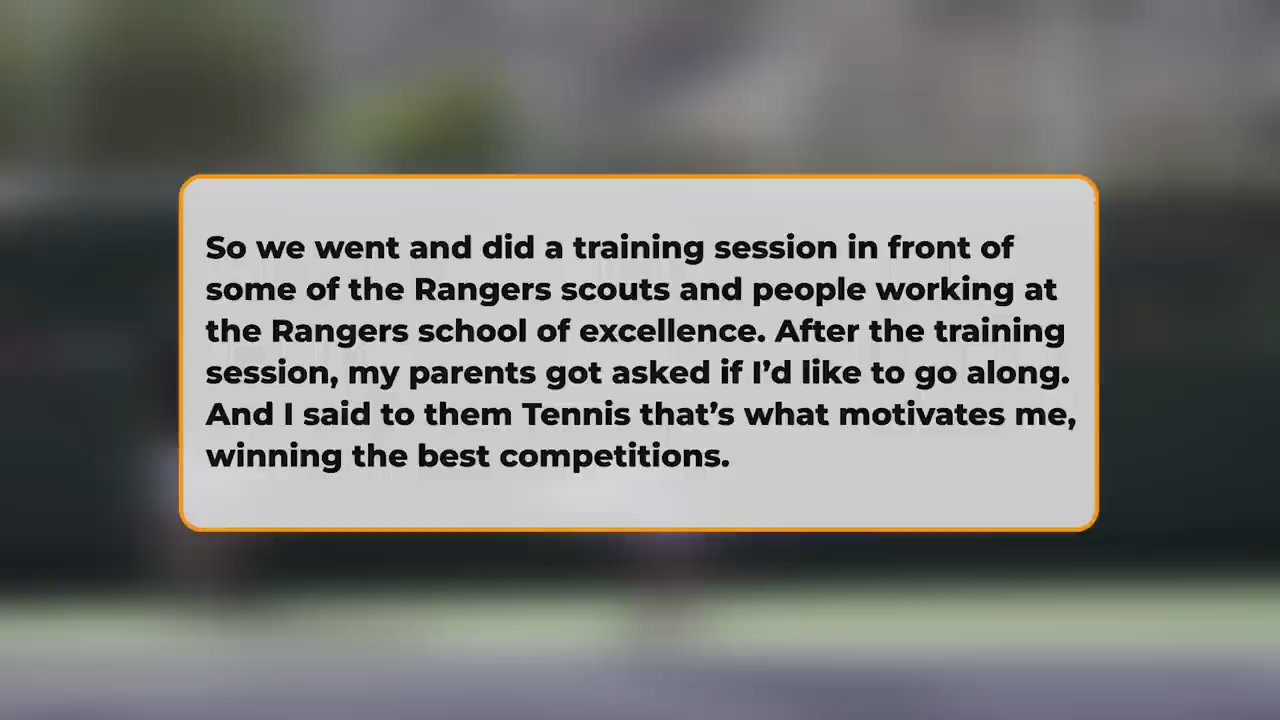 So we went and did a training session in front of
some of the Rangers scouts and people working at
the Rangers school of excellence. After the training
session, my parents got asked if I’d like to go along.
And I said to them Tennis that’s what motivates me,
winning the best competitions.